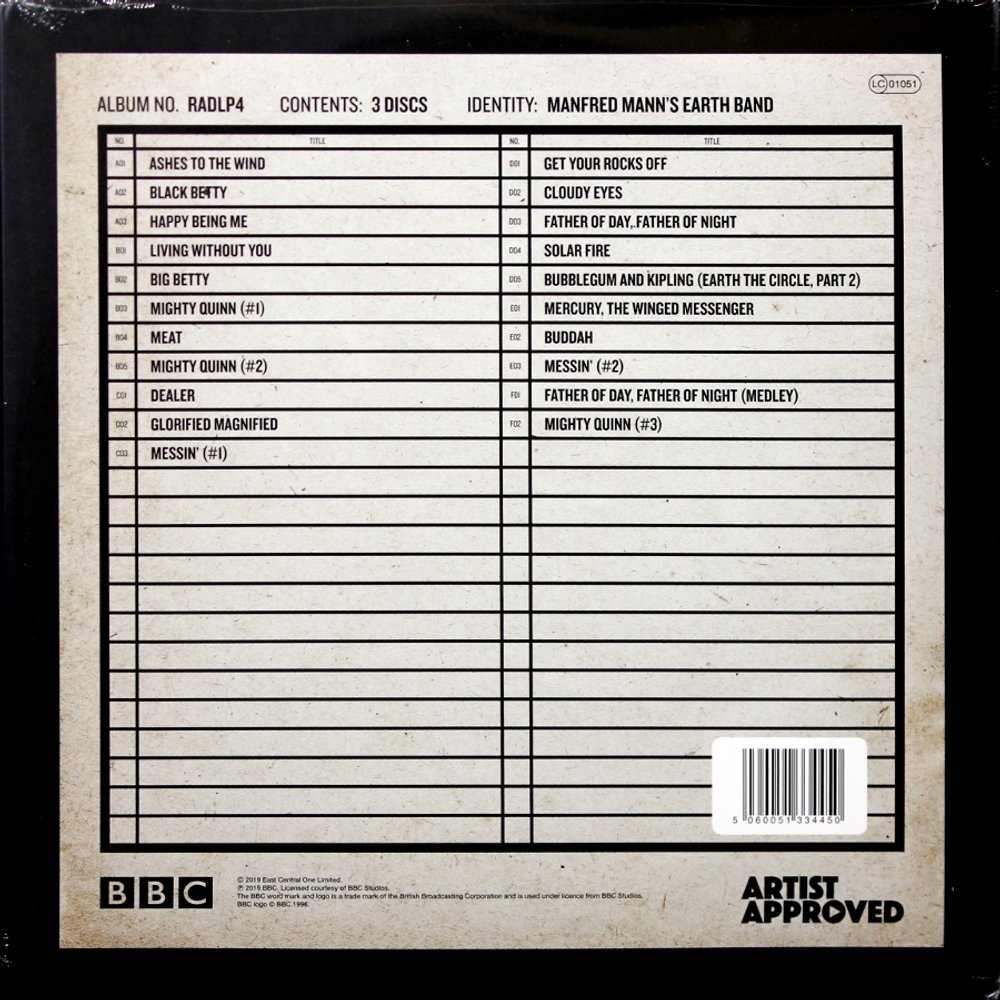 LC 01051
ALBUM NO. RADLP4 CONTENTS: 3 DISCS IDENTITY: MANFRED MANN'S EARTH BAND
NO. TITLE
A01 ASHES TO THE WIND
A02 BLACK BETTY
A03 HAPPY BEING ME
B01 LIVING WITHOUT YOU
B02 BIG BETTY
B03 MIGHTY QUINN (#1)
B04 MEAT
B05 MIGHTY QUINN (#2)
C01 DEALER
C02 GLORIFIED MAGNIFIED
C03 MESSIN' (#1)
NO. TITLE
D01 GET YOUR ROCKS OFF
D02 CLOUDY EYES
D03 FATHER OF DAY, FATHER OF NIGHT
D04 SOLAR FIRE
D05 BUBBLEGUM AND KIPLING (EARTH THE CIRCLE, PART 2)
E01 MERCURY, THE WINGED MESSENGER
E02 BUDDAH
E03 MESSIN' (#2)
F01 FATHER OF DAY, FATHER OF NIGHT (MEDLEY)
F02 MIGHTY QUINN (#3)
5 060051 334450
BBC
© 2019 East Central One Limited.
℗ 2019 BBC. Licensed courtesy of BBC Studios.
The BBC word mark and logo is a trade mark of the British Broadcasting Corporation and is used under licence from BBC Studios.
BBC logo © BBC 1996.
ARTIST
APPROVED